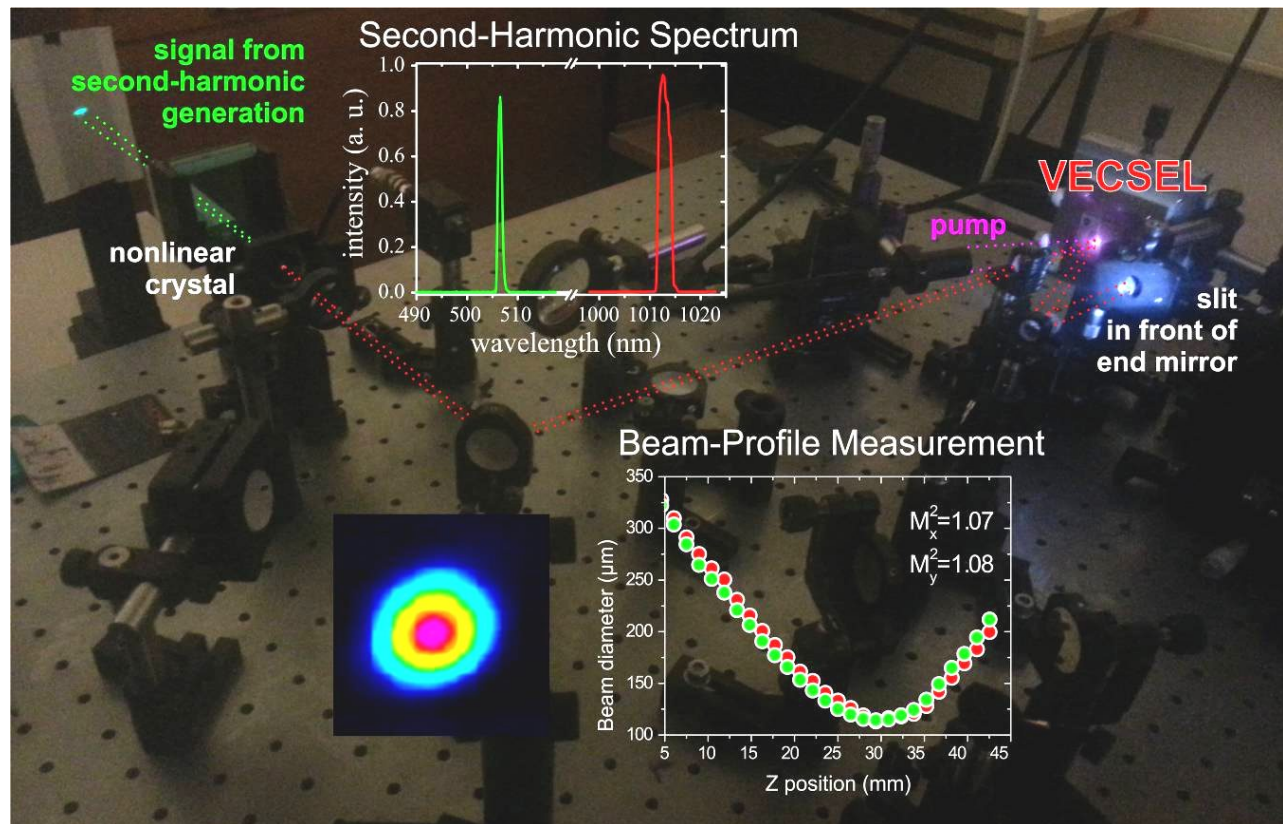 signal from
second-harmonic
generation
nonlinear
crystal
Second-Harmonic Spectrum
intensity (a. u.)
1.0
0.8
0.6
0.4
0.2
0.0
490 500 510 1000 1010 1020
wavelength (nm)
VECSEL
pump
slit
in front of
end mirror
Beam-Profile Measurement
Beam diameter (μm)
350
300
250
200
150
100
M²x=1.07
M²y=1.08
5 10 15 20 25 30 35 40 45
Z position (mm)